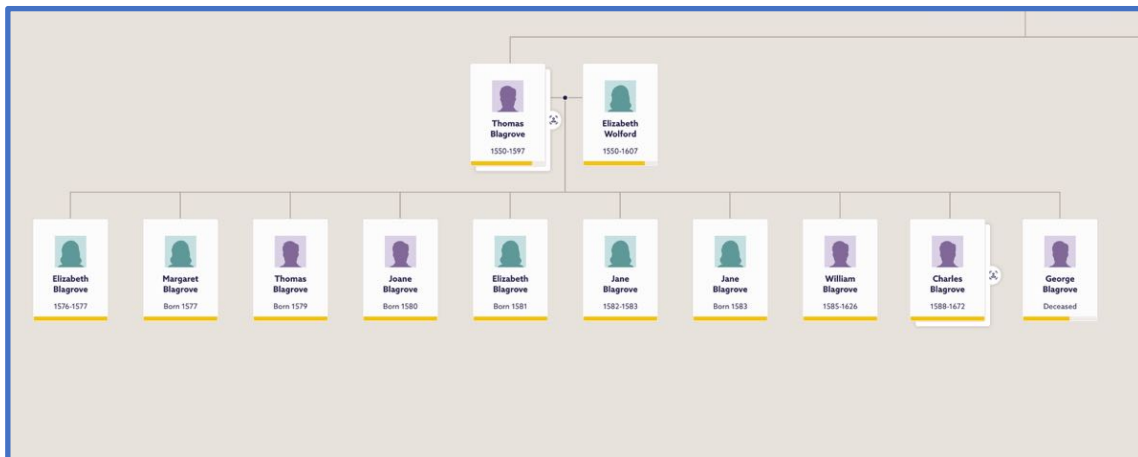 Thomas
Blagrove
1550-1597
Elizabeth
Wolford
1550-1607
Elizabeth
Blagrove
1576-1577
Margaret
Blagrove
Born 1577
Thomas
Blagrove
Born 1579
Joane
Blagrove
Born 1580
Elizabeth
Blagrove
Born 1581
Jane
Blagrove
1582-1583
Jane
Blagrove
Born 1583
William
Blagrove
1585-1626
Charles
Blagrove
1588-1672
George
Blagrove
Deceased